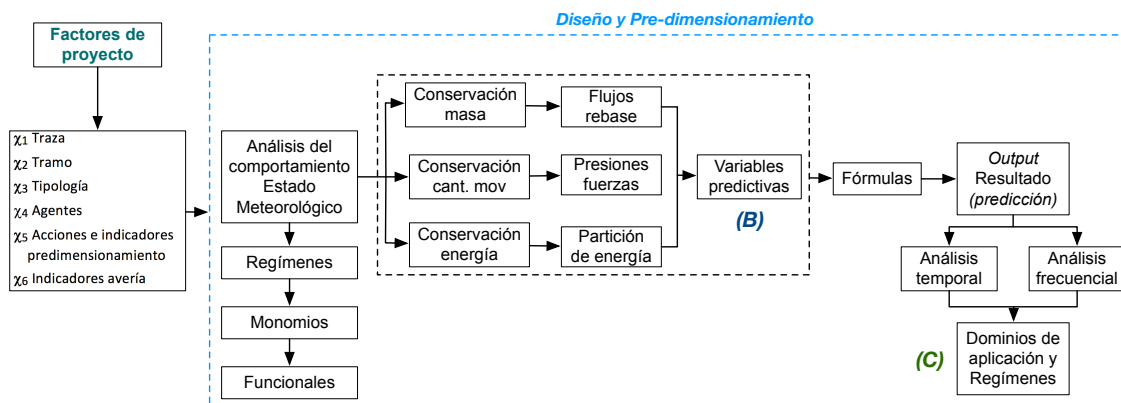 Diseño y Pre-dimensionamiento
Factores de
proyecto
χ1 Traza
χ2 Tramo
χ3 Tipología
χ4 Agentes
χ5 Acciones e indicadores
predimensionamiento
χ6 Indicadores avería
Análisis del
comportamiento
Estado
Meteorológico
Regímenes
Monomios
Funcionales
Conservación
masa
Flujos
rebase
Conservación
cant. mov
Presiones
fuerzas
Conservación
energía
Partición
de energía
Variables
predictivas
(B)
Fórmulas
Output
Resultado
(predicción)
Análisis
temporal
Análisis
frecuencial
(C)
Dominios de
aplicación y
Regímenes